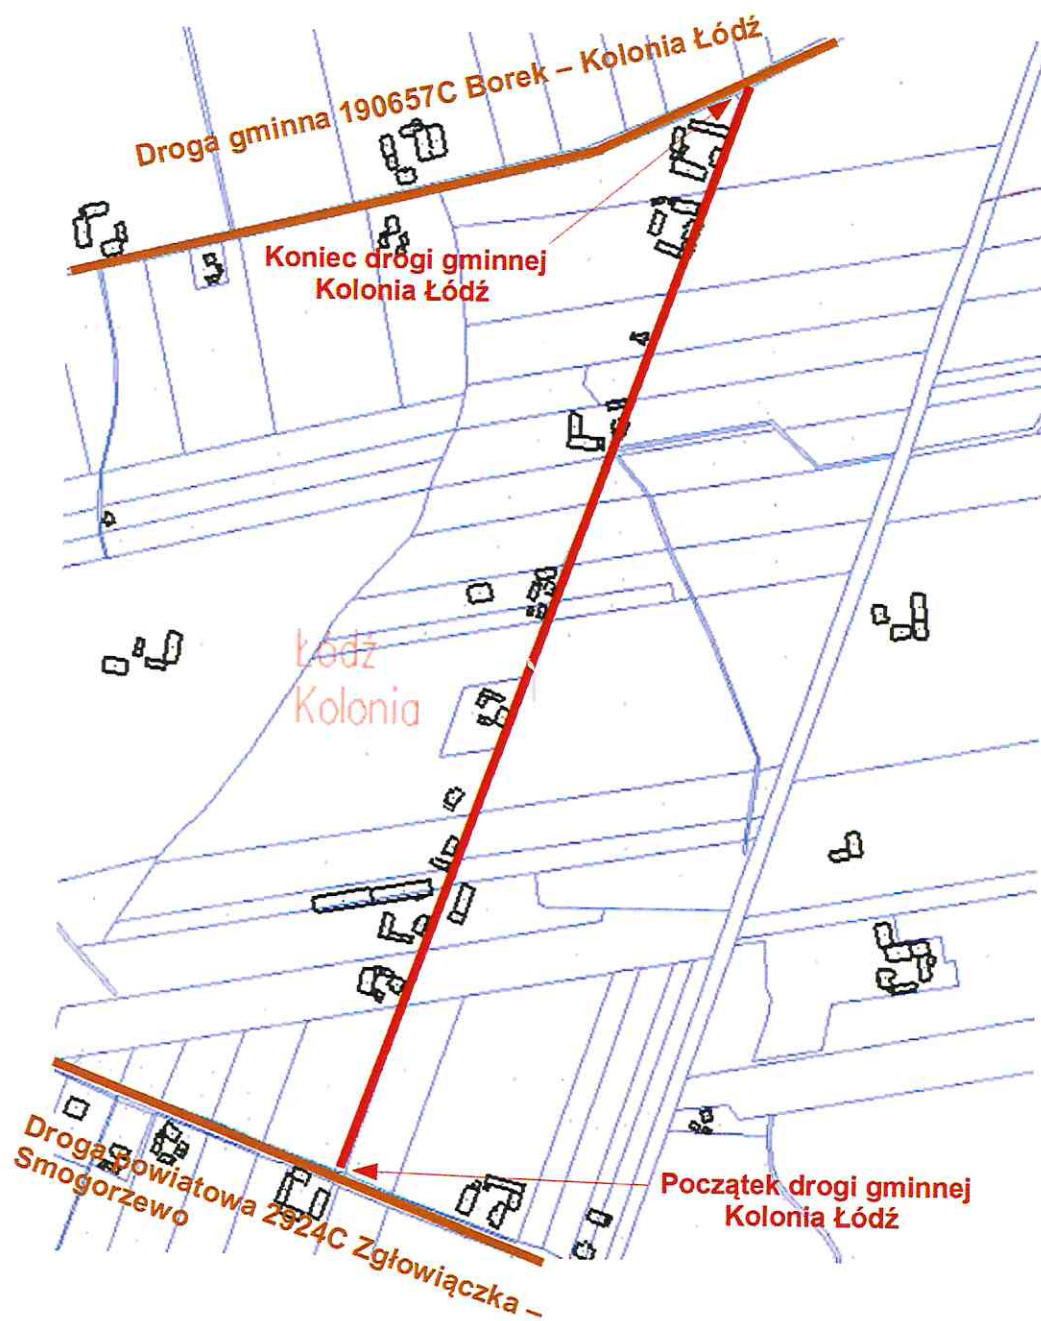 Droga gminna 190657C Borek – Kolonia Łódź
Koniec drogi gminnej
Kolonia Łódź
Łódź
Kolonia
Początek drogi gminnej
Kolonia Łódź
Droga powiatowa 2924C Zgłowiączka –
Smogorzewo